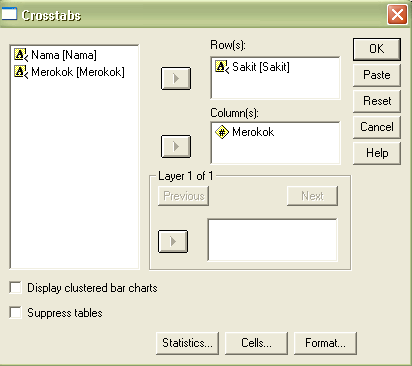 Crosstabs
Nama [Nama]
Merokok [Merokok]
Row(s):
Sakit [Sakit]
Column(s):
# Merokok
Layer 1 of 1
Previous
Next
OK
Paste
Reset
Cancel
Help
Display clustered bar charts
Suppress tables
Statistics...
Cells...
Format...